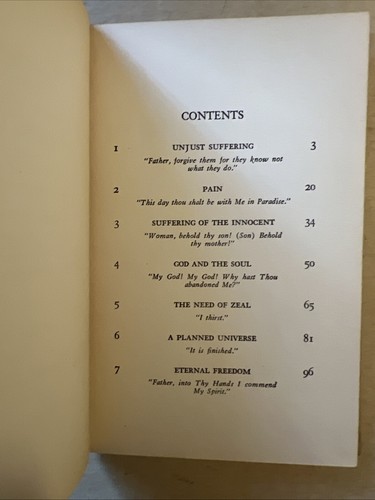 CONTENTS
1 UNJUST SUFFERING 3
"Father, forgive them for they know not
what they do."
2 PAIN 20
"This day thou shalt be with Me in Paradise."
3 SUFFERING OF THE INNOCENT 34
"Woman, behold thy son! (Son) Behold
thy mother!"
4 GOD AND THE SOUL 50
"My God! My God! Why hast Thou
abandoned Me?"
5 THE NEED OF ZEAL 65
"I thirst."
6 A PLANNED UNIVERSE 81
"It is finished."
7 ETERNAL FREEDOM 96
"Father, into Thy Hands I commend
My Spirit."